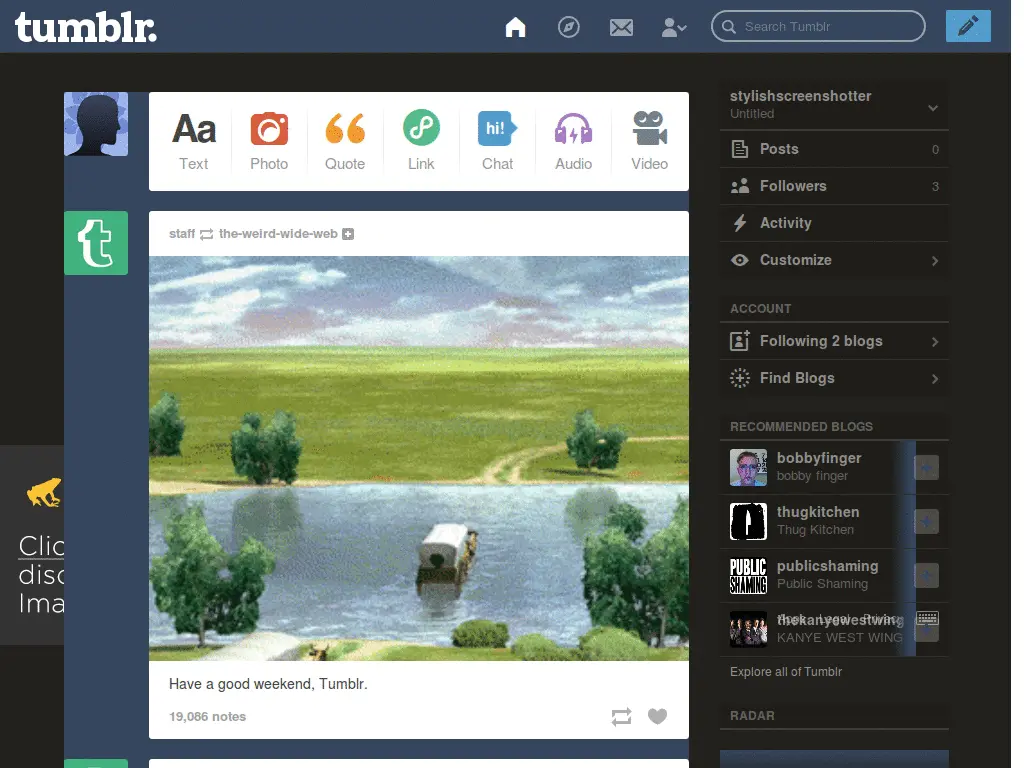 tumblr.
Search Tumblr
Aa
hi!
Text
Photo
Quote
Link
Chat
Audio
Video
t
staff the-weird-wide-web
Have a good weekend, Tumblr.
19,086 notes
Clic
disc
Ima
stylishscreenshotter
Untitled
Posts 0
Followers 3
Activity
Customize
ACCOUNT
Following 2 blogs
Find Blogs
RECOMMENDED BLOGS
bobbyfinger
bobby finger
thugkitchen
Thug Kitchen
PUBLIC
SHAMING
publicshaming
Public Shaming
thekanyewestwing
Legal Privacy
KANYE WEST WING
Explore all of Tumblr
RADAR